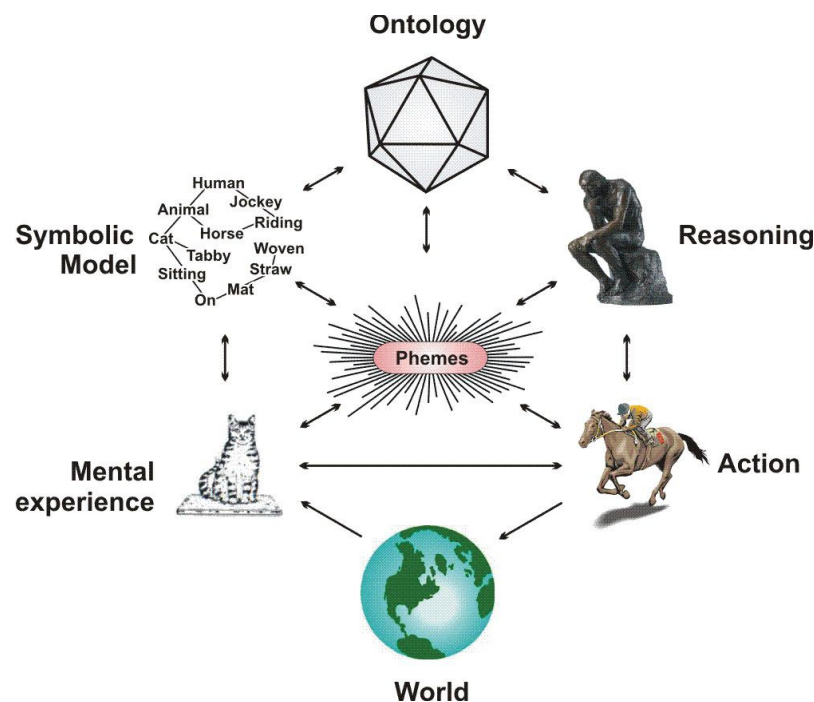 Ontology
Human
Jockey
Animal
Riding
Horse
Cat
Woven
Tabby
Straw
Sitting
Mat
On
Symbolic
Model
Reasoning
Phemes
Mental
experience
Action
World